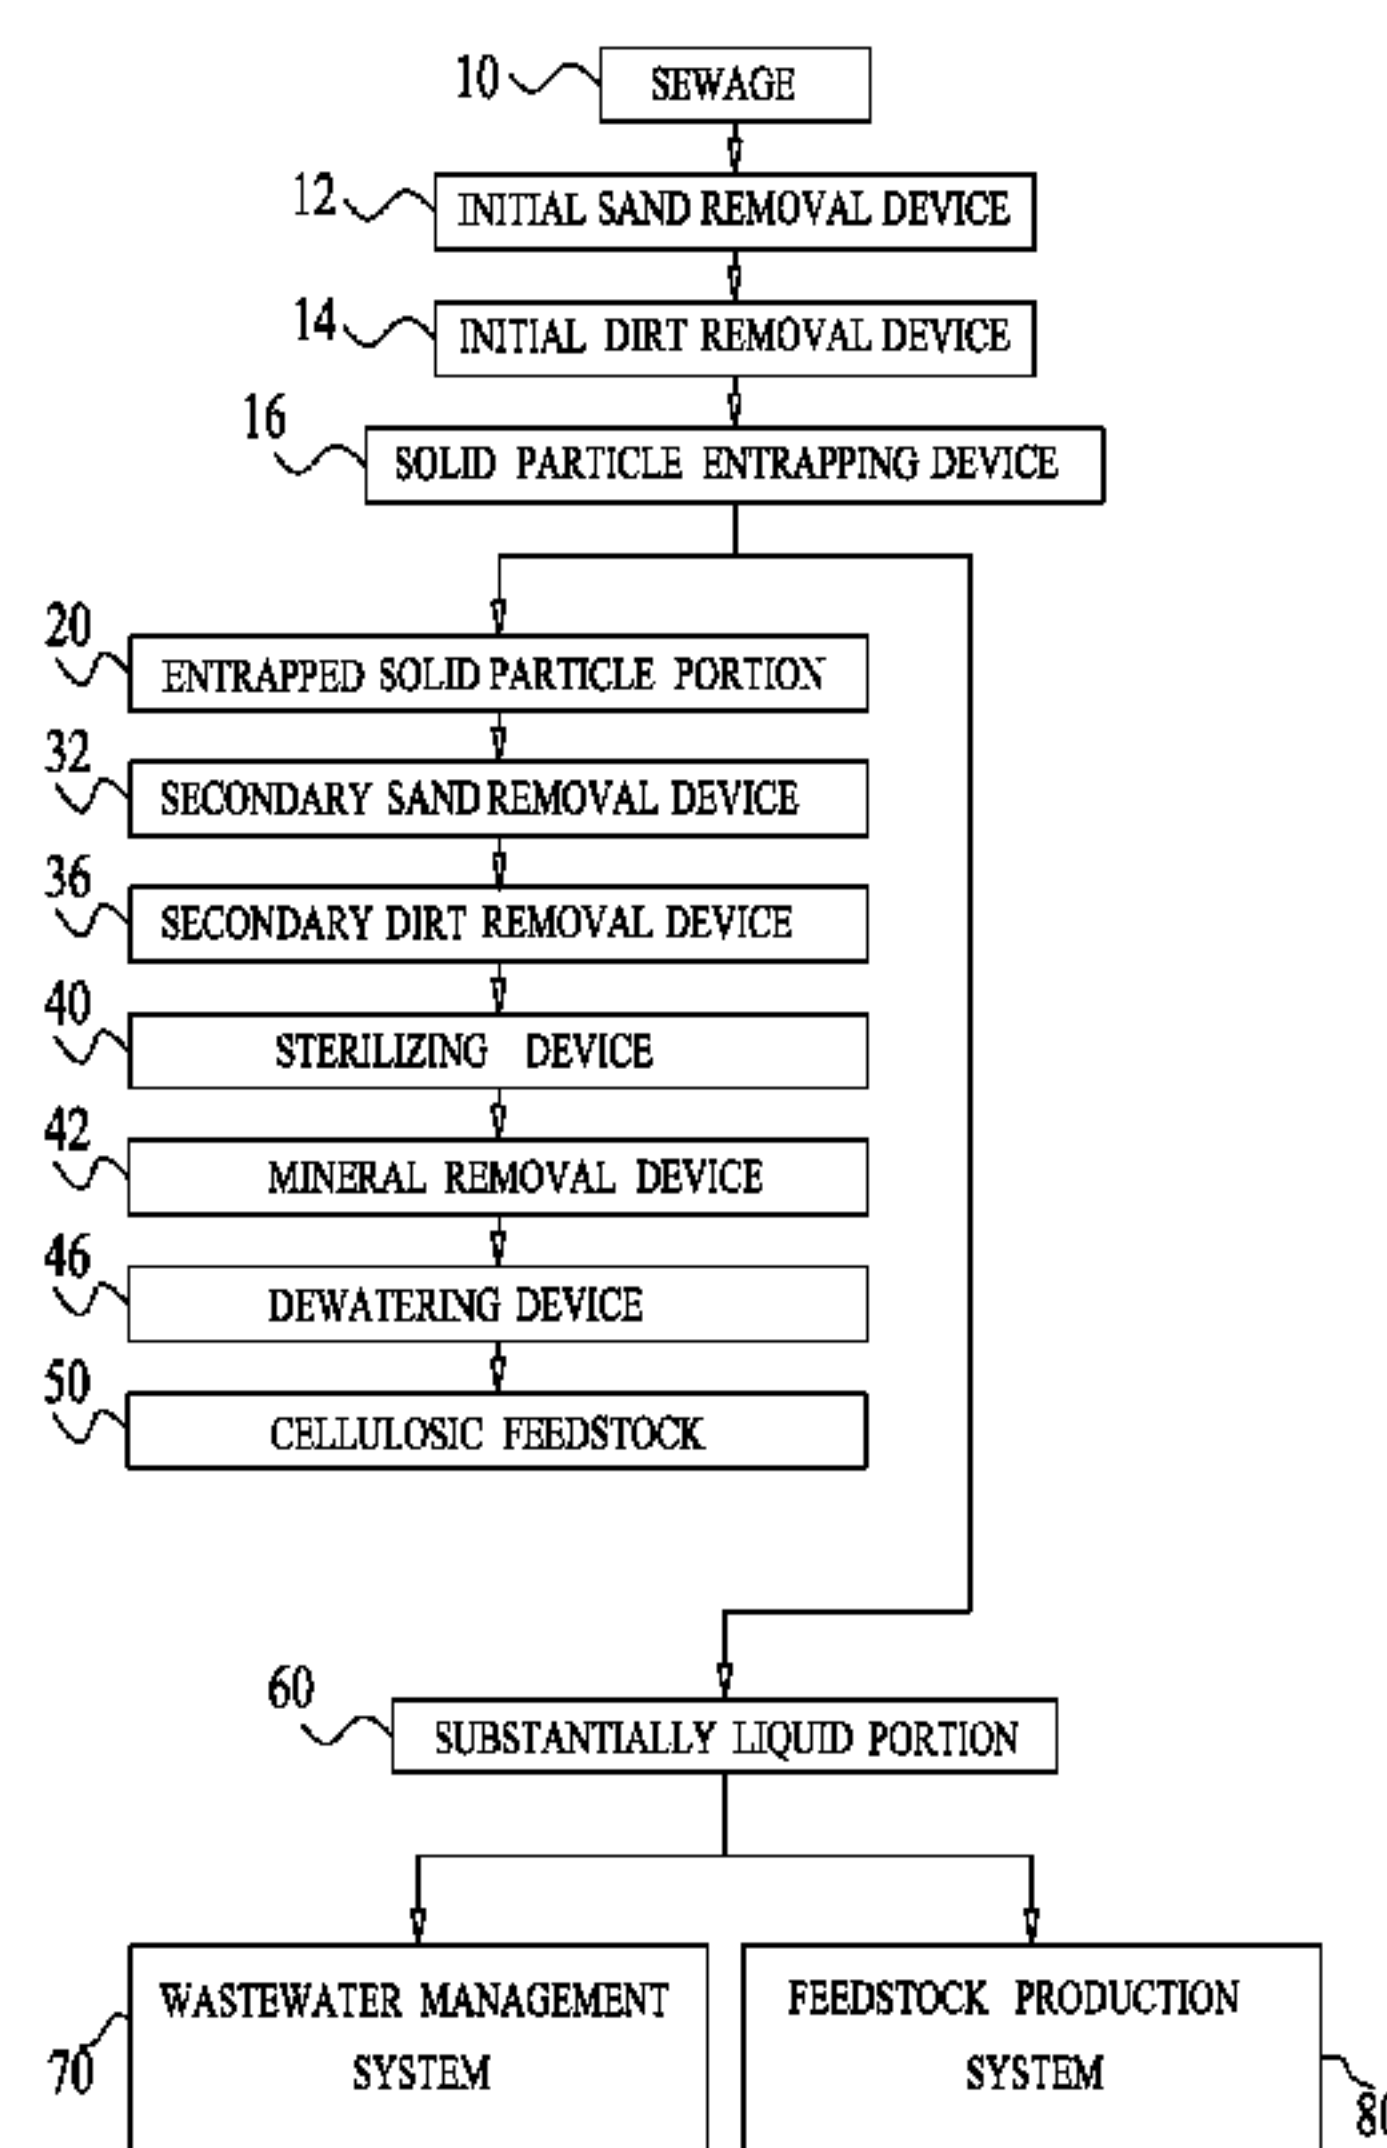 10 SEWAGE
12 INITIAL SAND REMOVAL DEVICE
14 INITIAL DIRT REMOVAL DEVICE
16 SOLID PARTICLE ENTRAPPING DEVICE
20 ENTRAPPED SOLID PARTICLE PORTION
32 SECONDARY SAND REMOVAL DEVICE
36 SECONDARY DIRT REMOVAL DEVICE
40 STERILIZING DEVICE
42 MINERAL REMOVAL DEVICE
46 DEWATERING DEVICE
50 CELLULOSIC FEEDSTOCK
60 SUBSTANTIALLY LIQUID PORTION
70 WASTEWATER MANAGEMENT
SYSTEM
FEEDSTOCK PRODUCTION
SYSTEM